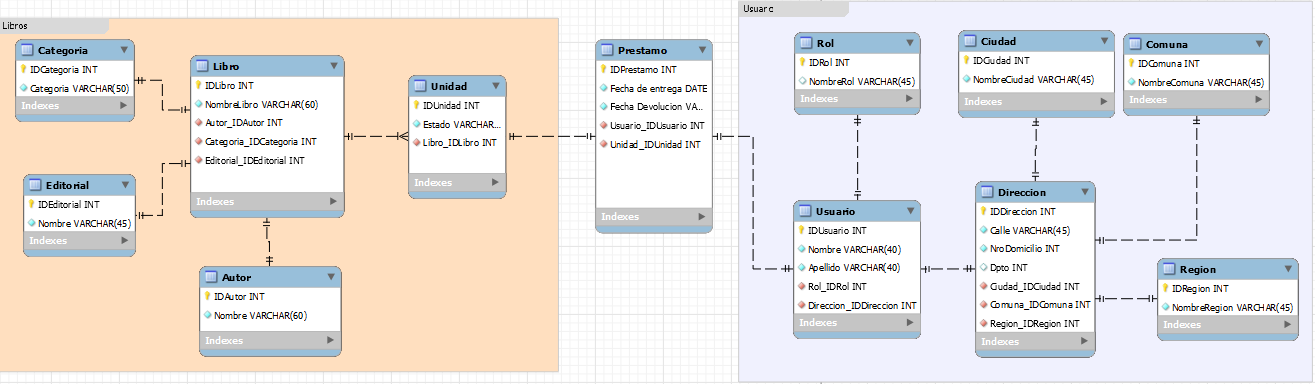 Libros
Categoria
IDCategoria INT
Categoria VARCHAR(50)
Indexes
Libro
IDLibro INT
NombreLibro VARCHAR(60)
Autor_IDAutor INT
Categoria_IDCategoria INT
Editorial_IDEditorial INT
Indexes
Unidad
IDUnidad INT
Estado VARCHAR...
Libro_IDLibro INT
Indexes
Editorial
IDEditorial INT
Nombre VARCHAR(45)
Indexes
Autor
IDAutor INT
Nombre VARCHAR(60)
Indexes
Prestamo
IDPrestamo INT
Fecha de entrega DATE
Fecha Devolucion VA...
Usuario_IDUsuario INT
Unidad_IDUnidad INT
Indexes
Usuario
Rol
IDRol INT
NombreRol VARCHAR(45)
Indexes
Ciudad
IDCiudad INT
NombreCiudad VARCHAR(45)
Indexes
Comuna
IDComuna INT
NombreComuna VARCHAR(45)
Indexes
Usuario
IDUsuario INT
Nombre VARCHAR(40)
Apellido VARCHAR(40)
Rol_IDRol INT
Direccion_IDDireccion INT
Indexes
Direccion
IDDireccion INT
Calle VARCHAR(45)
NroDomicilio INT
Dpto INT
Ciudad_IDCiudad INT
Comuna_IDComuna INT
Region_IDRegion INT
Indexes
Region
IDRegion INT
NombreRegion VARCHAR(45)
Indexes